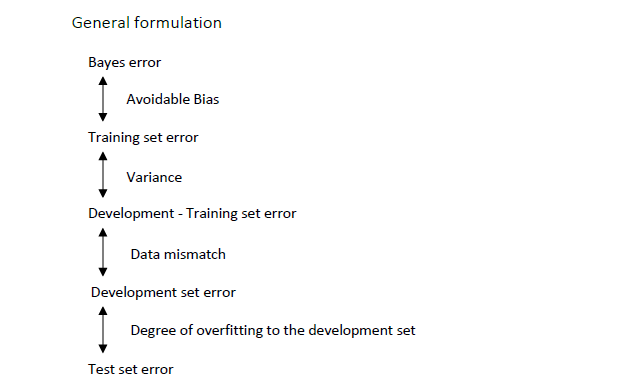 General formulation
Bayes error
Avoidable Bias
Training set error
Variance
Development - Training set error
Data mismatch
Development set error
Degree of overfitting to the development set
Test set error